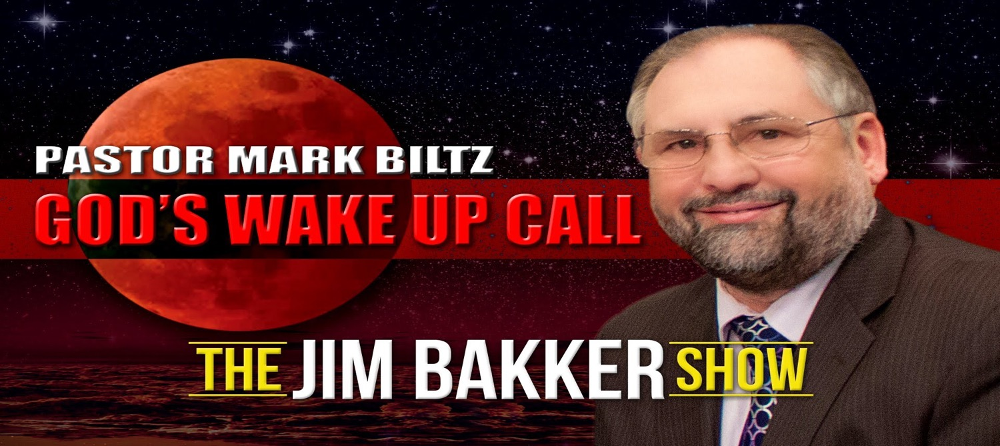 PASTOR MARK BILTZ
GOD'S WAKE UP CALL
THE JIM BAKKER SHOW